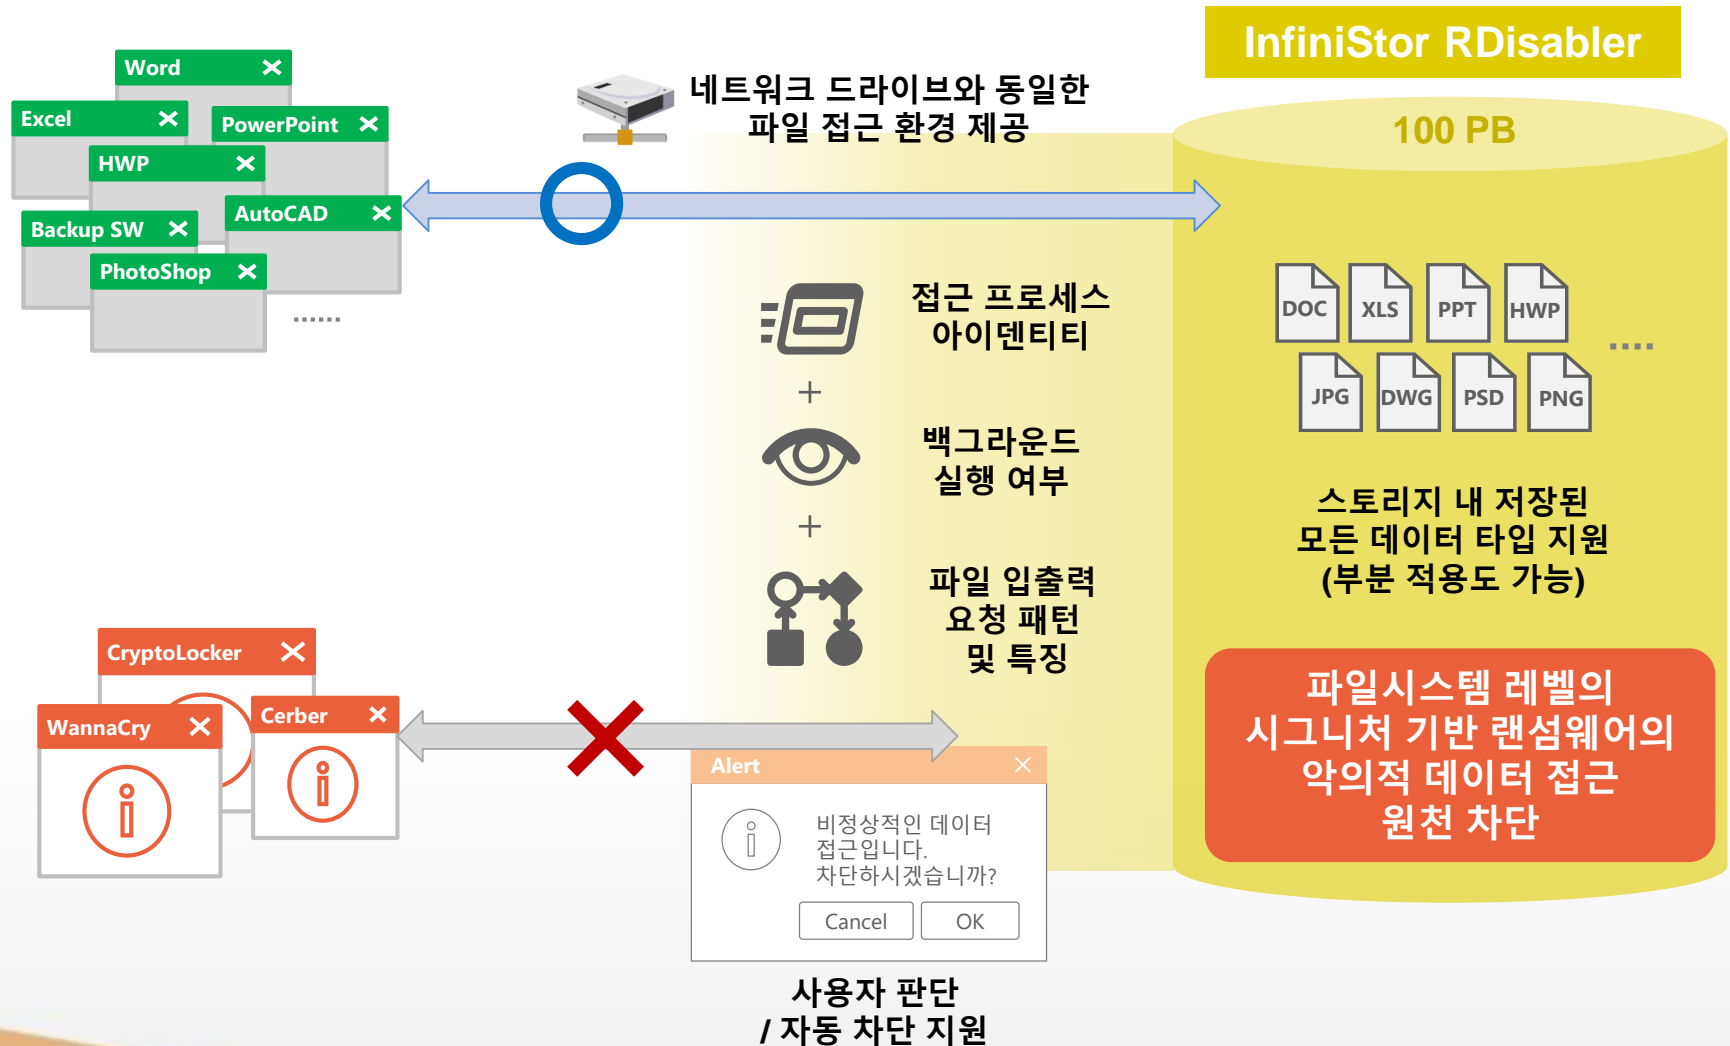 InfiniStor RDisabler
Word
Excel
PowerPoint
HWP
AutoCAD
Backup SW
PhotoShop
......
네트워크 드라이브와 동일한
파일 접근 환경 제공
100 PB
접근 프로세스
아이덴티티
+
백그라운드
실행 여부
+
파일 입출력
요청 패턴
및 특징
DOC
XLS
PPT
HWP
JPG
DWG
PSD
PNG
....
스토리지 내 저장된
모든 데이터 타입 지원
(부분 적용도 가능)
CryptoLocker
WannaCry
Cerber
파일시스템 레벨의
시그니처 기반 랜섬웨어의
악의적 데이터 접근
원천 차단
Alert
비정상적인 데이터
접근입니다.
차단하시겠습니까?
Cancel
OK
사용자 판단
/ 자동 차단 지원